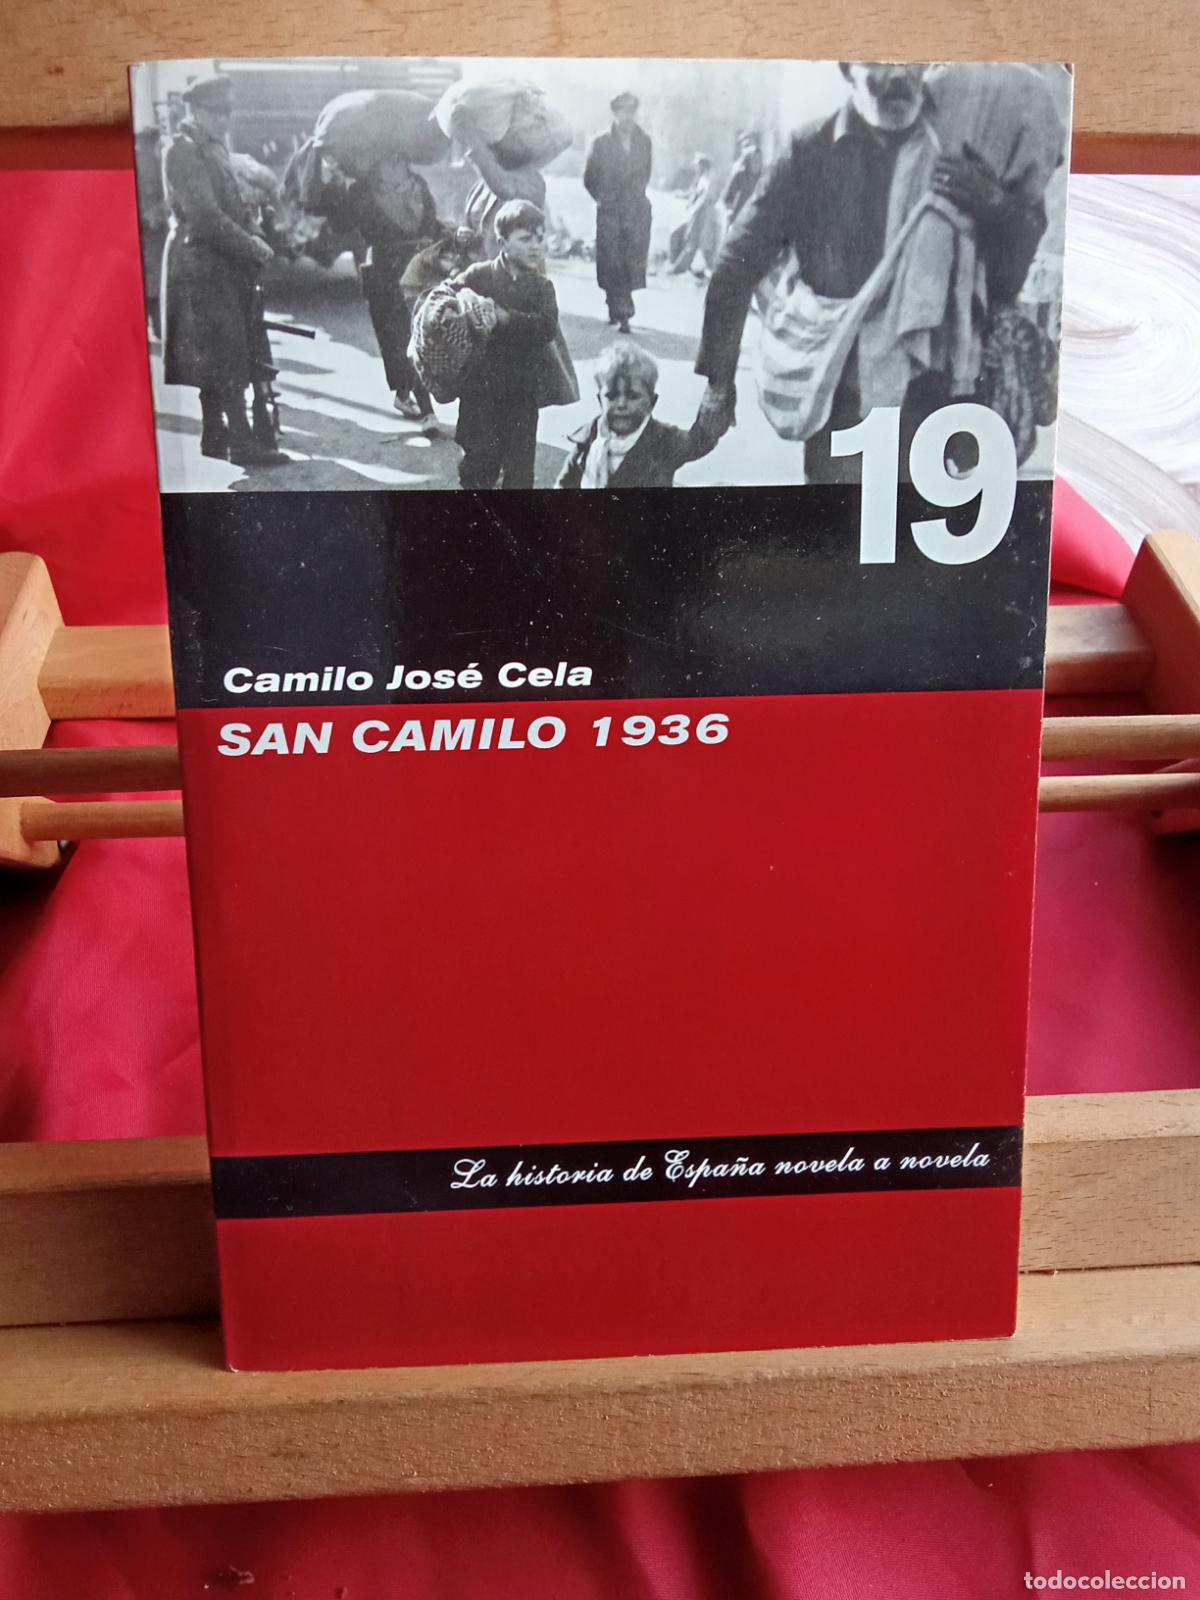 19
Camilo José Cela
SAN CAMILO 1936
La historia de España novela a novela
todocoleccion